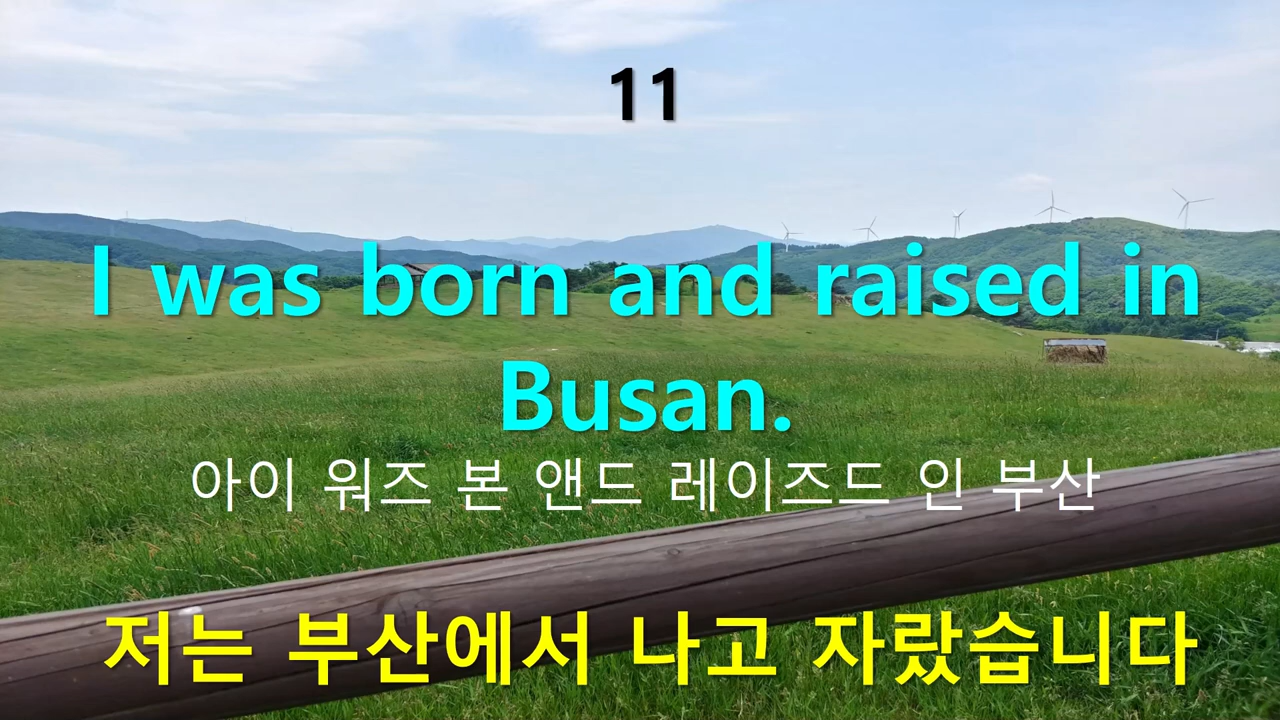 11
I was born and raised in
Busan.
아이 워즈 본 앤드 레이즈드 인 부산
저는 부산에서 나고 자랐습니다